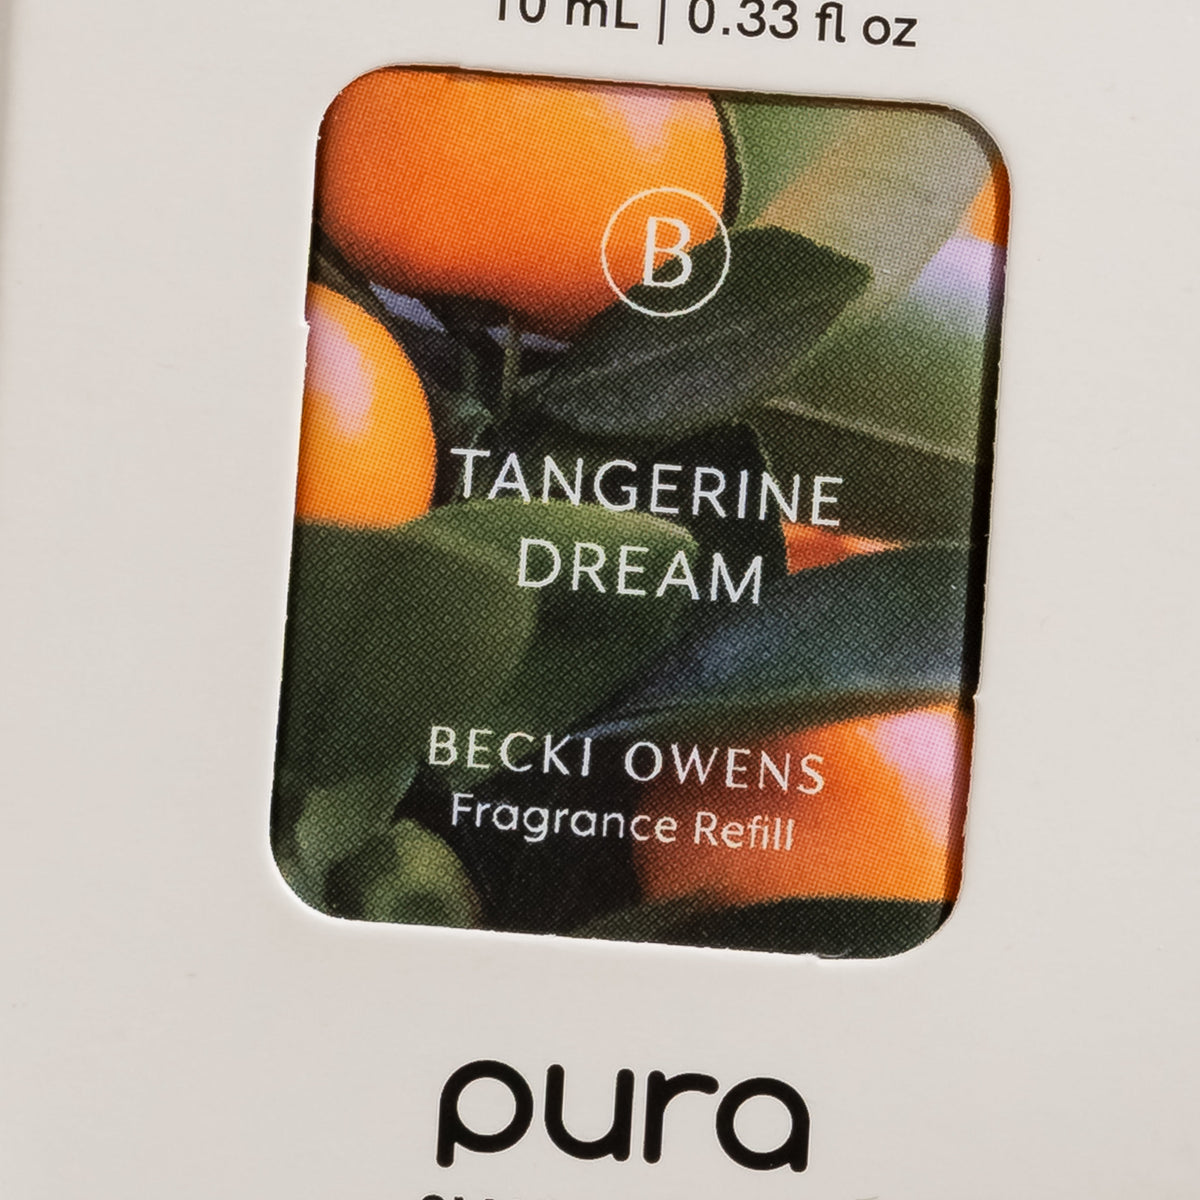 10 mL | 0.33 fl oz
B
TANGERINE
DREAM
BECKI OWENS
Fragrance Refill
pura